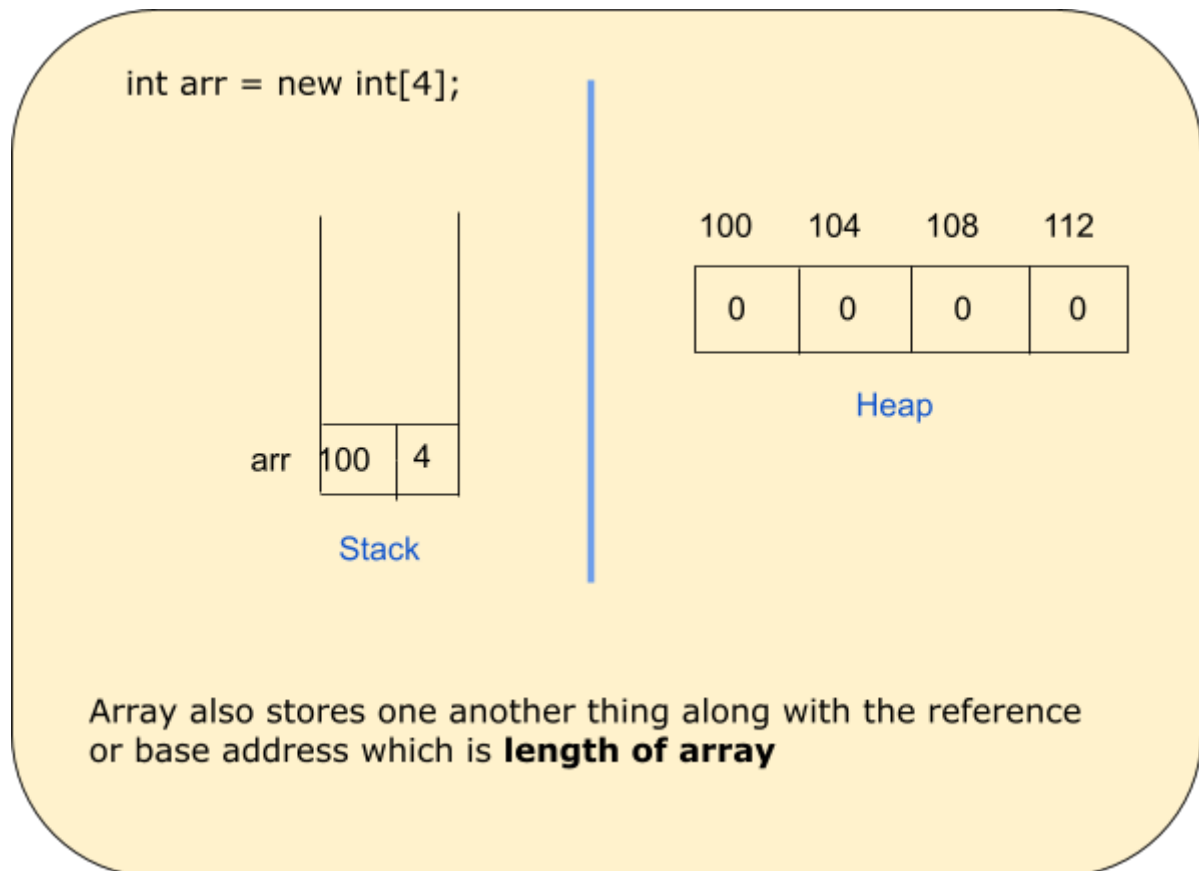 int arr = new int[4];
100 104 108 112
0 0 0 0
Heap
arr 100 4
Stack
Array also stores one another thing along with the reference
or base address which is length of array